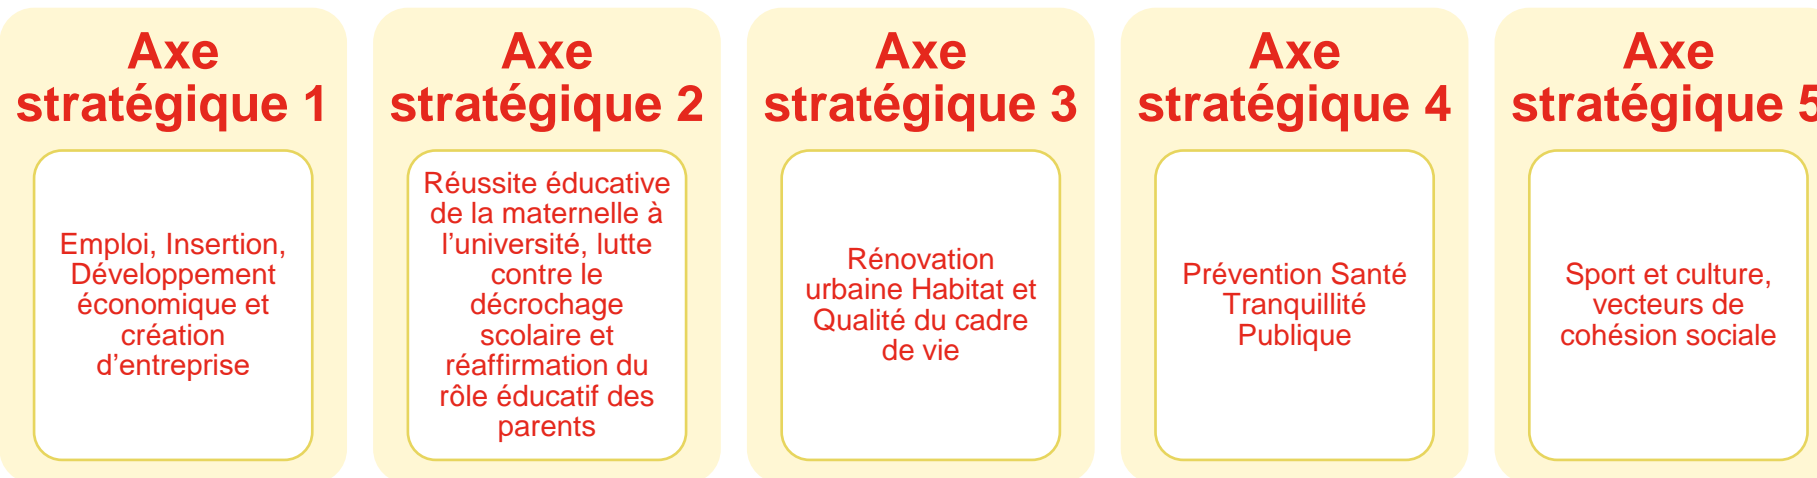 Axe
stratégique 1
Emploi, Insertion,
Développement
économique et
création
d'entreprise
Axe
stratégique 2
Réussite éducative
de la maternelle à
l'université, lutte
contre le
décrochage
scolaire et
réaffirmation du
rôle éducatif des
parents
Axe
stratégique 3
Rénovation
urbaine Habitat et
Qualité du cadre
de vie
Axe
stratégique 4
Prévention Santé
Tranquillité
Publique
Axe
stratégique 5
Sport et culture,
vecteurs de
cohésion sociale